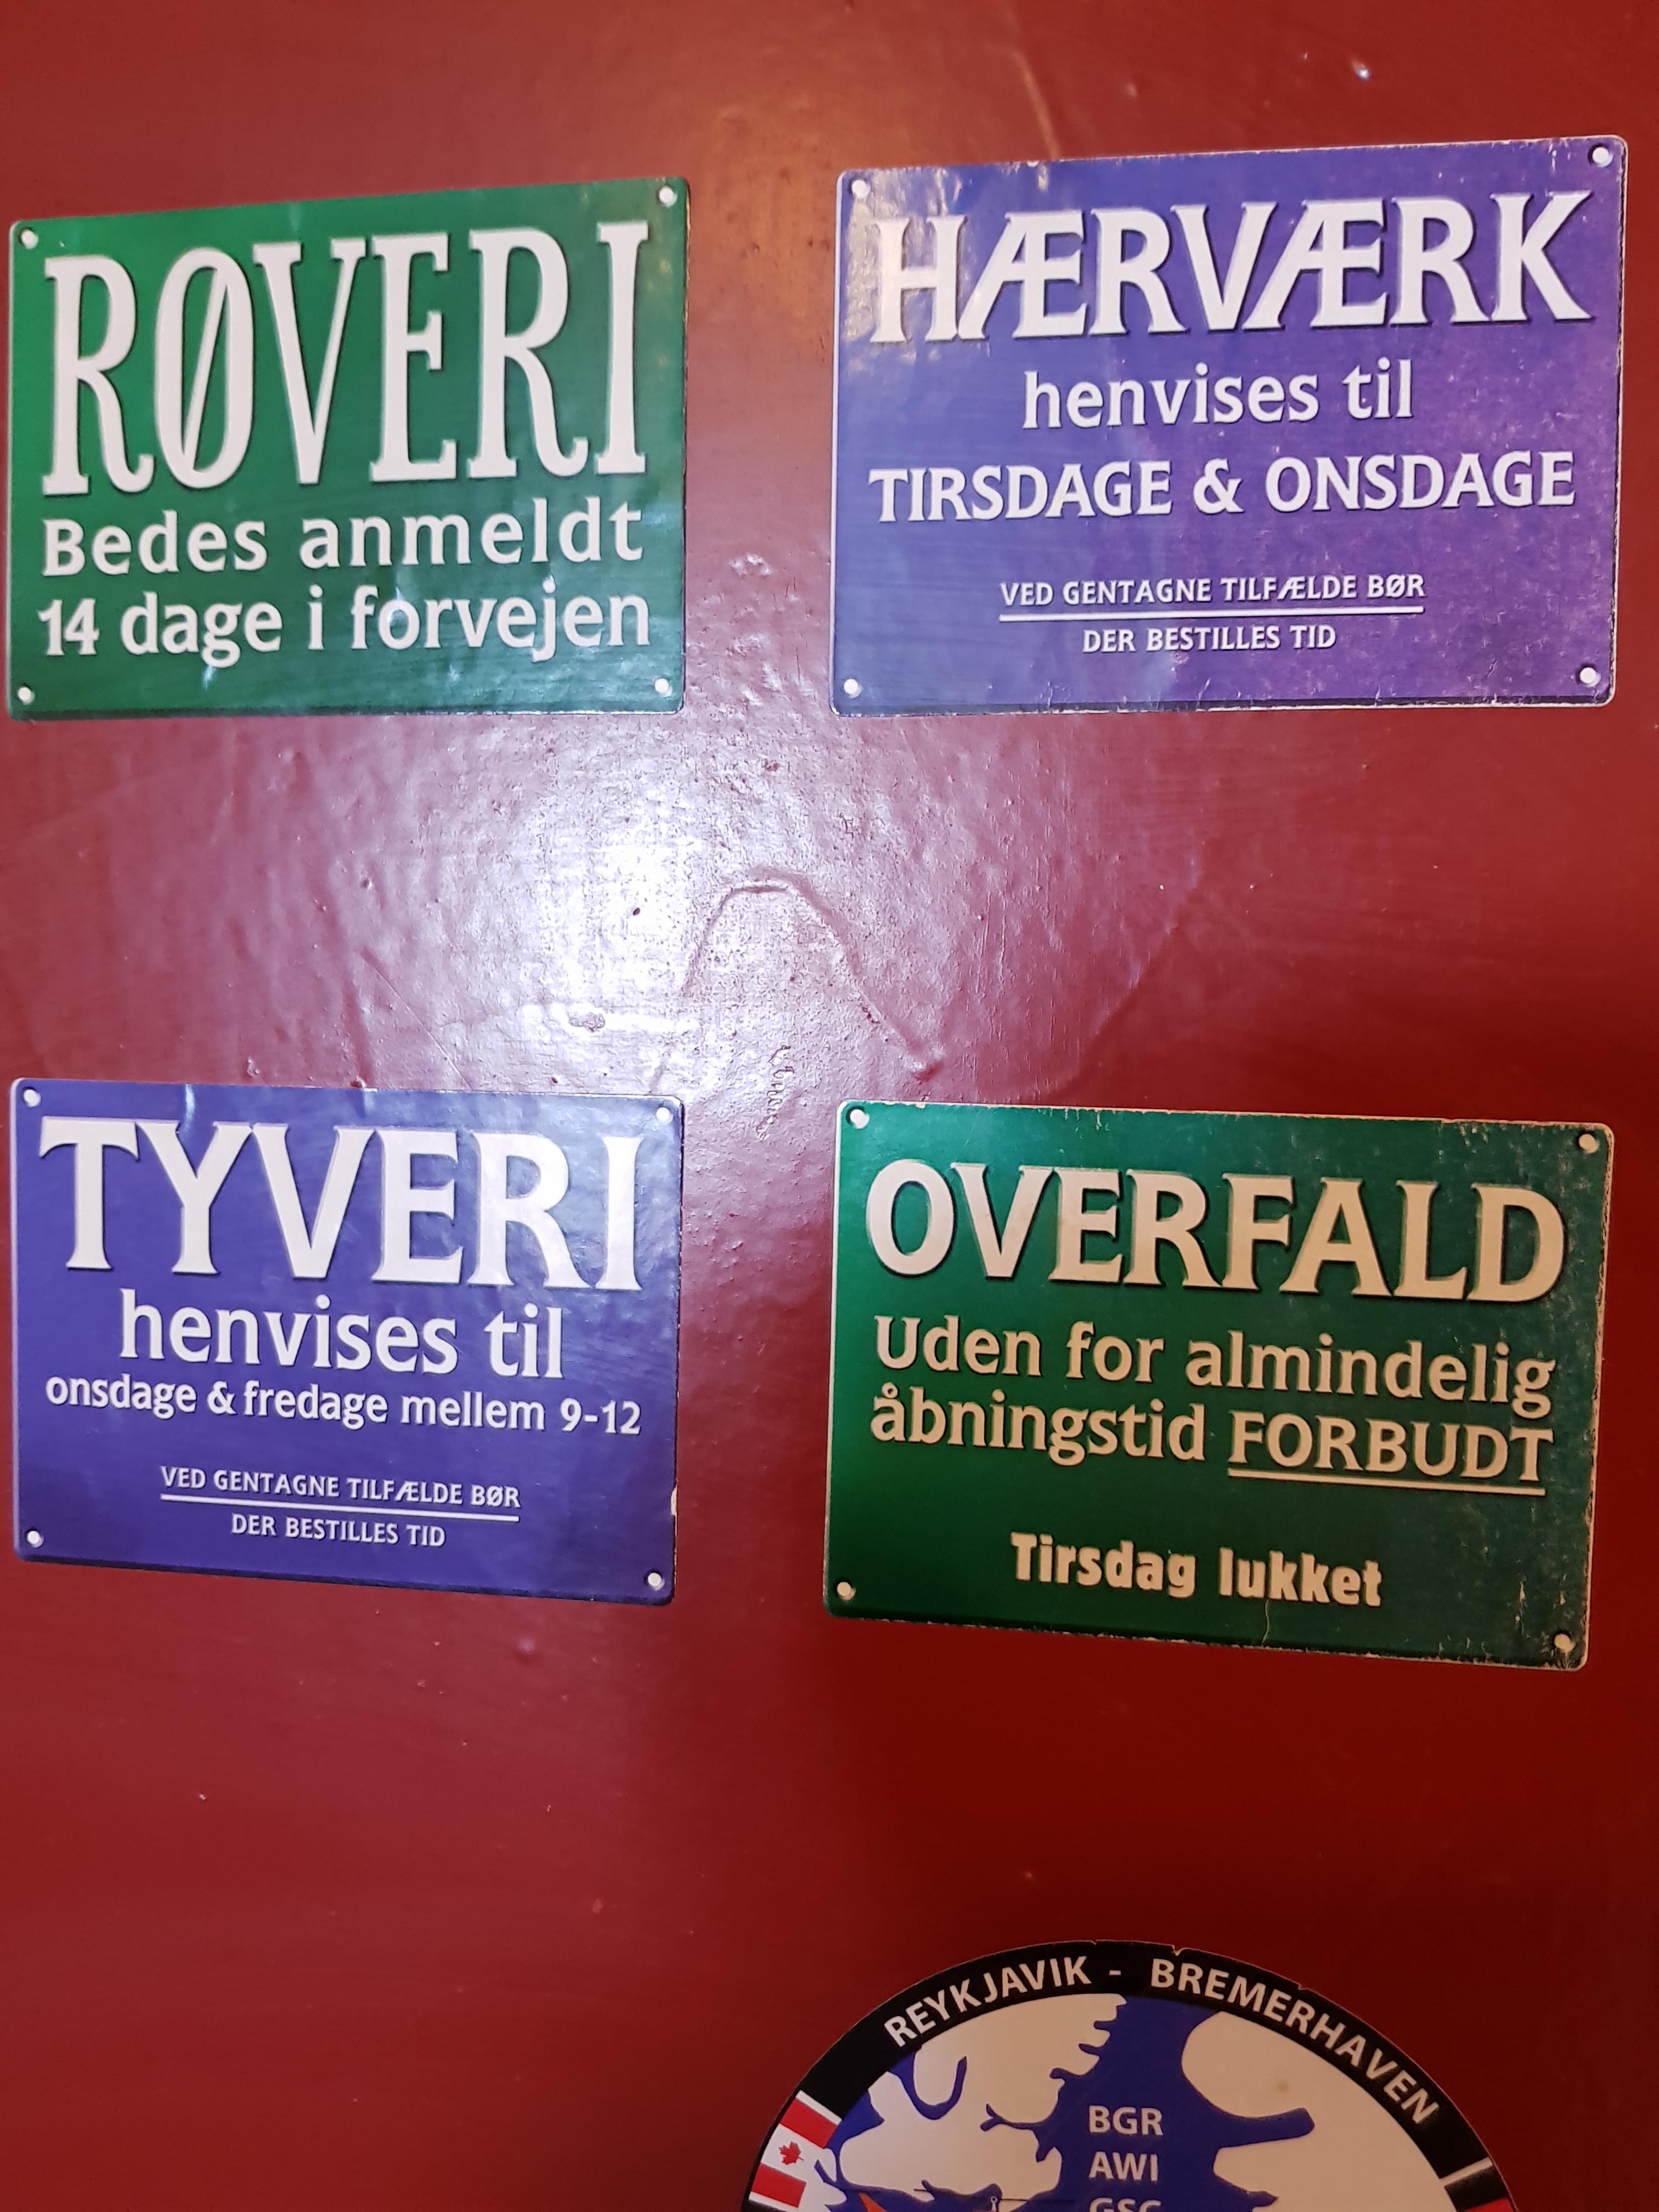 RØVERI
Bedes anmeldt
14 dage i forvejen
HÆRVÆRK
henvises til
TIRSDAGE & ONSDAGE
VED GENTAGNE TILFÆLDE BØR
DER BESTILLES TID
TYVERI
henvises til
onsdage & fredage mellem 9-12
VED GENTAGNE TILFÆLDE BØR
DER BESTILLES TID
OVERFALD
Uden for almindelig
åbningstid FORBUDT
Tirsdag lukket
REYKJAVIK - BREMERHAVEN
BGR
AWI
GSC